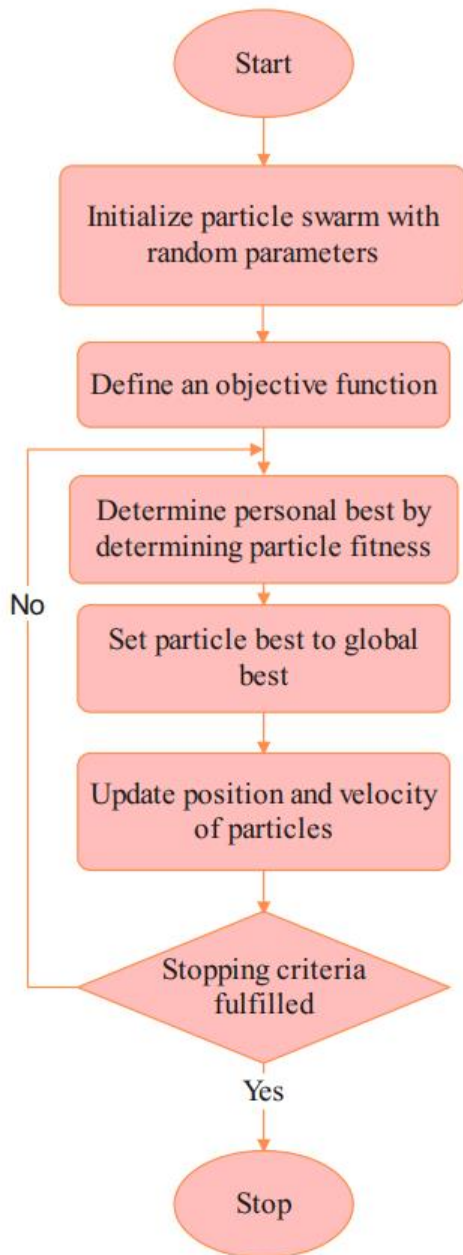 Start
Initialize particle swarm with
random parameters
Define an objective function
Determine personal best by
determining particle fitness
No
Set particle best to global
best
Update position and velocity
of particles
Stopping criteria
fulfilled
Yes
Stop